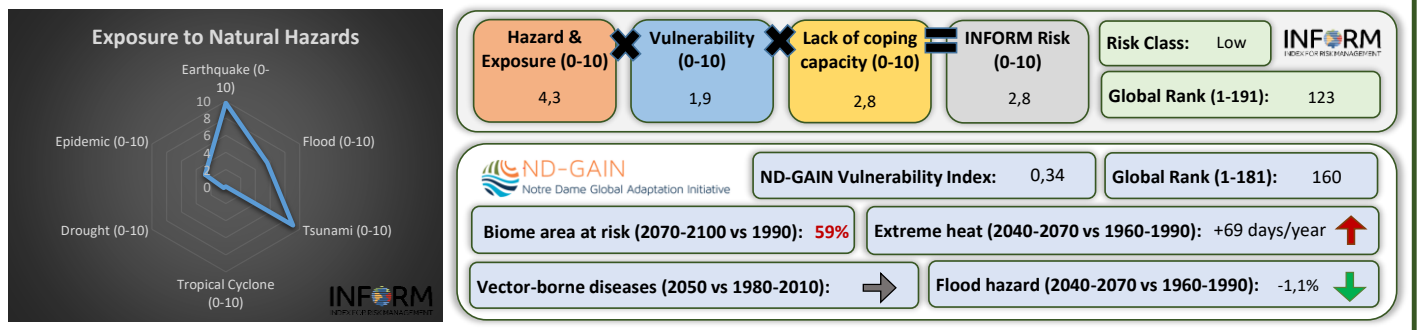 Exposure to Natural Hazards
Earthquake (0-
10)
10
8
6
4
2
0
Flood (0-10)
Tsunami (0-10)
Tropical Cyclone
(0-10)
Drought (0-10)
Epidemic (0-10)
INFORM
INDEX FOR RISK MANAGEMENT
Hazard &
Exposure (0-10)
4,3
Vulnerability
(0-10)
1,9
Lack of coping
capacity (0-10)
2,8
INFORM Risk
(0-10)
2,8
Risk Class: Low
INFORM
INDEX FOR RISK MANAGEMENT
Global Rank (1-191): 123
ND-GAIN
Notre Dame Global Adaptation Initiative
ND-GAIN Vulnerability Index: 0,34
Global Rank (1-181): 160
Biome area at risk (2070-2100 vs 1990): 59%
Extreme heat (2040-2070 vs 1960-1990): +69 days/year
Vector-borne diseases (2050 vs 1980-2010):
Flood hazard (2040-2070 vs 1960-1990): -1,1%